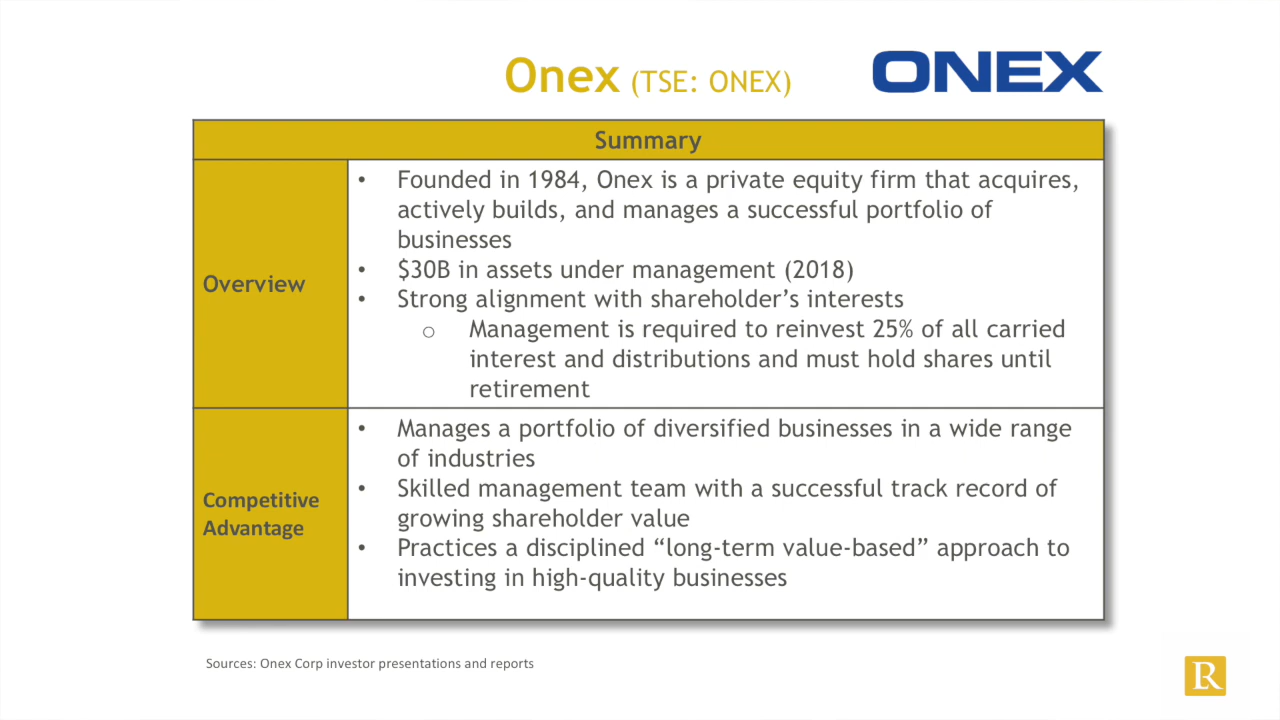 Onex (TSE: ONEX)
ONEX
Summary
Overview
• Founded in 1984, Onex is a private equity firm that acquires,
actively builds, and manages a successful portfolio of
businesses
• $30B in assets under management (2018)
• Strong alignment with shareholder’s interests
o Management is required to reinvest 25% of all carried
interest and distributions and must hold shares until
retirement
Competitive
Advantage
• Manages a portfolio of diversified businesses in a wide range
of industries
• Skilled management team with a successful track record of
growing shareholder value
• Practices a disciplined “long-term value-based” approach to
investing in high-quality businesses
Sources: Onex Corp investor presentations and reports
R